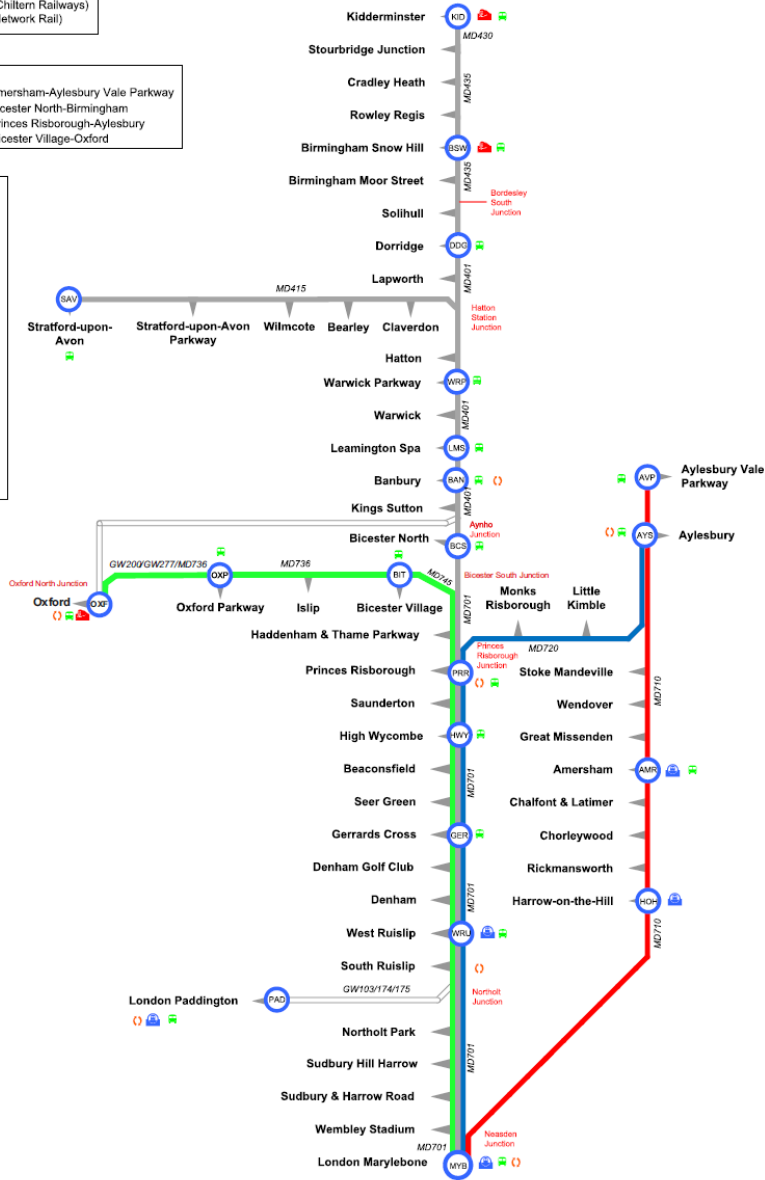 Chiltern Railways)
Network Rail)
Amersham-Aylesbury Vale Parkway
Bicester North-Birmingham
Princes Risborough-Aylesbury
Bicester Village-Oxford
Kidderminster
KID
MD430
Stourbridge Junction
Cradley Heath
MD435
Rowley Regis
Birmingham Snow Hill
BSW
Birmingham Moor Street
MD435
Bordesley
South
Junction
Solihull
Dorridge
DDG
Lapworth
MD401
SAV
MD415
Stratford-upon-
Avon
Stratford-upon-Avon
Parkway
Wilmcote
Bearley
Claverdon
Hatton
Station
Junction
Hatton
Warwick Parkway
WRP
Warwick
MD401
Leamington Spa
LMS
Banbury
BAN
MD401
Kings Sutton
Aynho
Junction
Bicester North
BCS
AVP
Aylesbury Vale
Parkway
AYS
Aylesbury
Oxford North Junction
GW200/GW277/MD736
OXP
MD736
BIT
MD745
Bicester South Junction
Oxford
OXF
Oxford Parkway
Islip
Bicester Village
MD701
Monks
Risborough
Little
Kimble
Haddenham & Thame Parkway
MD720
Princes
Risborough
Junction
Princes Risborough
PRR
Stoke Mandeville
MD710
Saunderton
Wendover
High Wycombe
HWY
Great Missenden
Beaconsfield
MD701
Amersham
AMR
Seer Green
Chalfont & Latimer
Gerrards Cross
GER
Chorleywood
Denham Golf Club
Rickmansworth
Denham
MD701
Harrow-on-the-Hill
HOH
West Ruislip
WRU
MD710
South Ruislip
GW103/174/175
Northolt
Junction
London Paddington
PAD
Northolt Park
Sudbury Hill Harrow
MD701
Sudbury & Harrow Road
Wembley Stadium
Neasden
Junction
MD701
London Marylebone
MYB